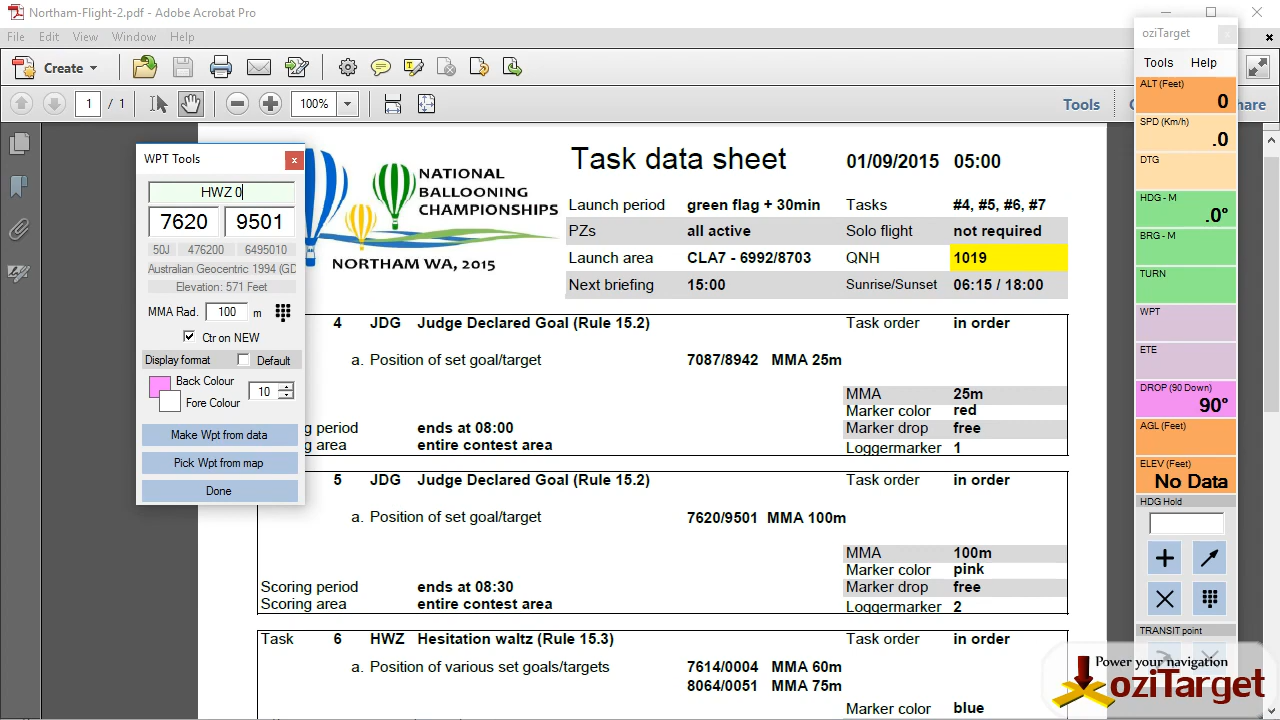 Northam-Flight-2.pdf - Adobe Acrobat Pro
File Edit View Window Help
Create
1 / 1
100%
Tools
hare
WPT Tools
HWZ 0
7620 9501
50J 476200 6495010
Australian Geocentric 1994 (GD
Elevation: 571 Feet
MMA Rad. 100 m
Ctr on NEW
Display format Default
Back Colour
10
Fore Colour
Make Wpt from data
Pick Wpt from map
Done
NATIONAL
BALLOONING
CHAMPIONSHIPS
NORTHAM WA, 2015
Task data sheet 01/09/2015 05:00
Launch period green flag + 30min Tasks #4, #5, #6, #7
PZs all active Solo flight not required
Launch area CLA7 - 6992/8703 QNH 1019
Next briefing 15:00 Sunrise/Sunset 06:15 / 18:00
4 JDG Judge Declared Goal (Rule 15.2) Task order in order
a. Position of set goal/target 7087/8942 MMA 25m
MMA 25m
Marker color red
g period ends at 08:00 Marker drop free
g area entire contest area Loggermarker 1
5 JDG Judge Declared Goal (Rule 15.2) Task order in order
a. Position of set goal/target 7620/9501 MMA 100m
MMA 100m
Marker color pink
Scoring period ends at 08:30 Marker drop free
Scoring area entire contest area Loggermarker 2
Task 6 HWZ Hesitation waltz (Rule 15.3) Task order in order
a. Position of various set goals/targets 7614/0004 MMA 60m
8064/0051 MMA 75m
Marker color blue
oziTarget
Tools Help
ALT (Feet)
0
SPD (Km/h)
.0
DTG
HDG - M
.0°
BRG - M
TURN
WPT
ETE
DROP (90 Down)
90°
AGL (Feet)
ELEV (Feet)
No Data
HDG Hold
TRANSIT point
Power your navigation
oziTarget